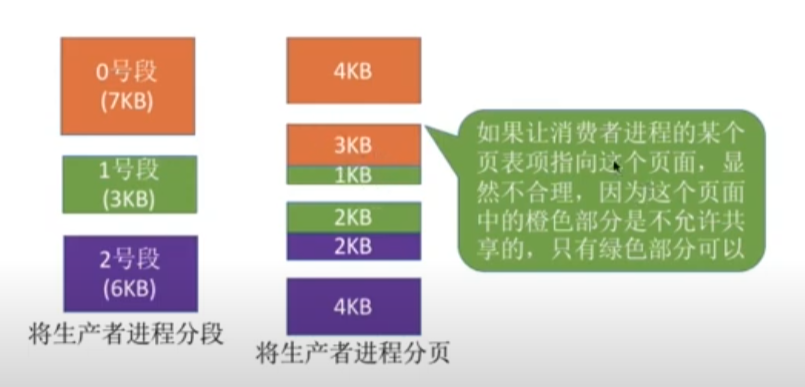 0号段
(7KB)
1号段
(3KB)
2号段
(6KB)
将生产者进程分段
4KB
3KB
1KB
2KB
2KB
4KB
将生产者进程分页
如果让消费者进程的某个
页表项指向这个页面，显
然不合理，因为这个页面
中的橙色部分是不允许共
享的，只有绿色部分可以